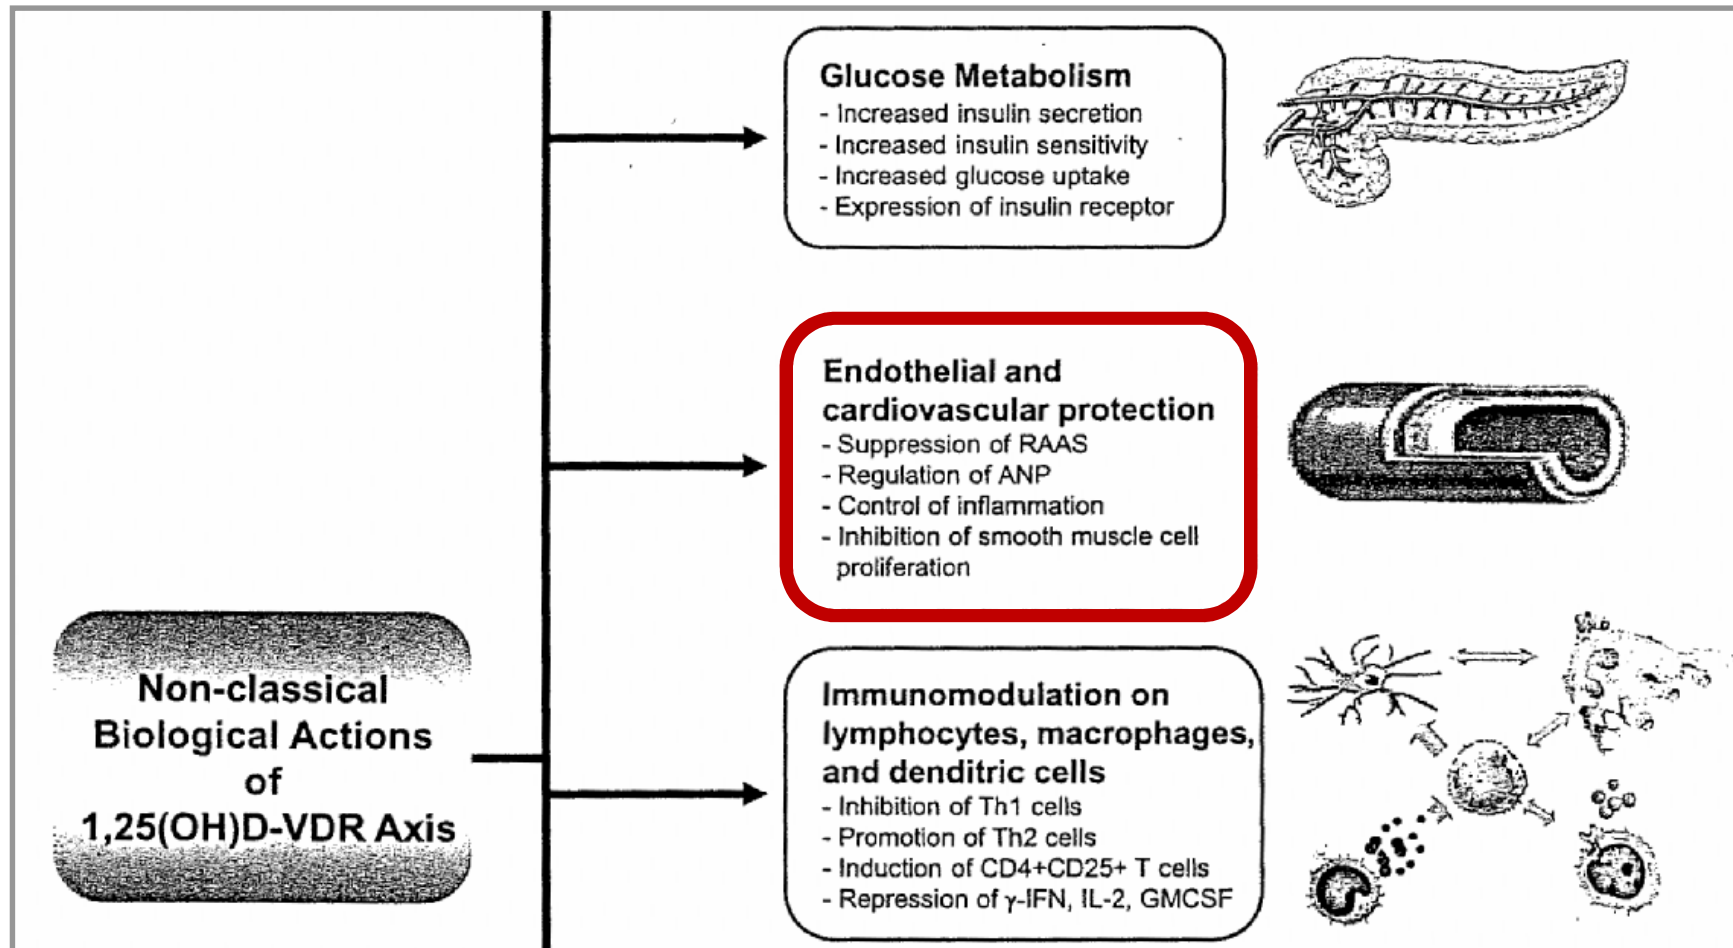 Glucose Metabolism
- Increased insulin secretion
- Increased insulin sensitivity
- Increased glucose uptake
- Expression of insulin receptor
Endothelial and
cardiovascular protection
- Suppression of RAAS
- Regulation of ANP
- Control of inflammation
- Inhibition of smooth muscle cell
proliferation
Non-classical
Biological Actions
of
1,25(OH)D-VDR Axis
Immunomodulation on
lymphocytes, macrophages,
and denditric cells
- Inhibition of Th1 cells
- Promotion of Th2 cells
- Induction of CD4+CD25+ T cells
- Repression of γ-IFN, IL-2, GMCSF